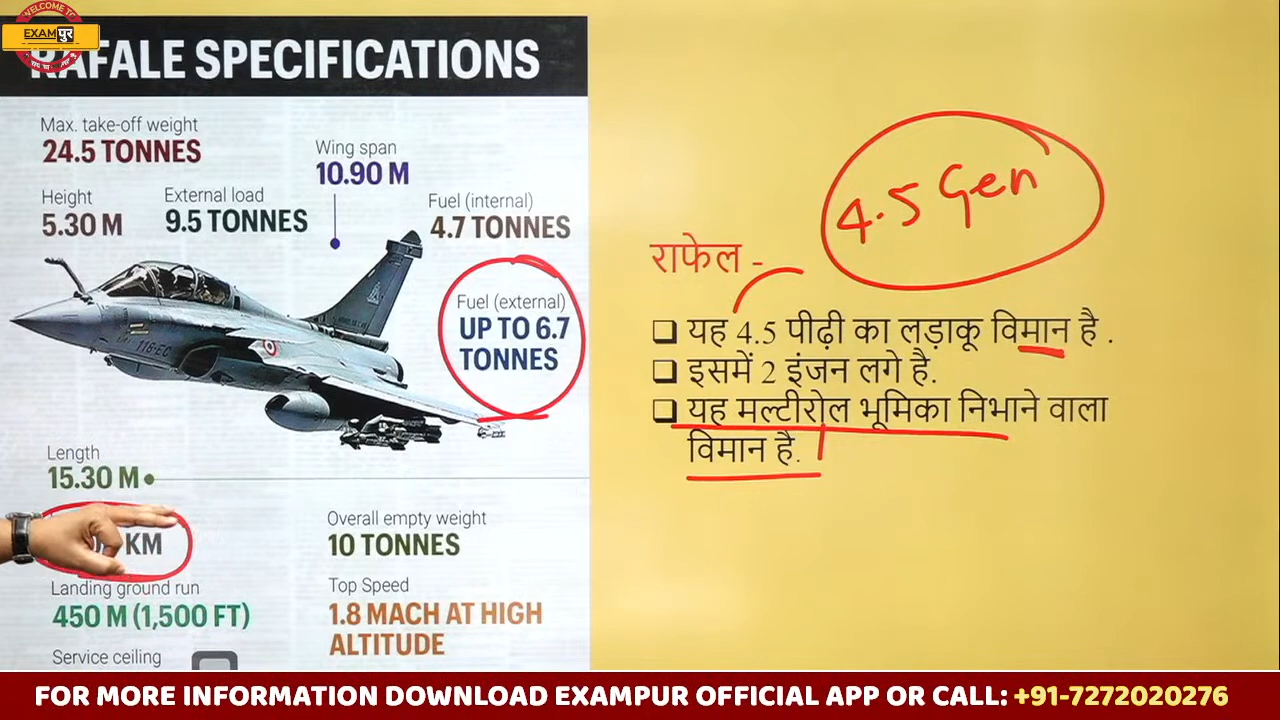 WELCOME TO
EXAMपुर
RAFALE SPECIFICATIONS
Max. take-off weight
24.5 TONNES
Wing span
10.90 M
Height
5.30 M
External load
9.5 TONNES
Fuel (internal)
4.7 TONNES
Fuel (external)
UP TO 6.7
TONNES
Length
15.30 M
KM
Overall empty weight
10 TONNES
Landing ground run
450 M (1,500 FT)
Top Speed
1.8 MACH AT HIGH
ALTITUDE
Service ceiling
4.5 Gen
राफेल -
❑ यह 4.5 पीढ़ी का लड़ाकू विमान है .
❑ इसमें 2 इंजन लगे है.
❑ यह मल्टीरोल भूमिका निभाने वाला
विमान है.
FOR MORE INFORMATION DOWNLOAD EXAMPUR OFFICIAL APP OR CALL: +91-7272020276